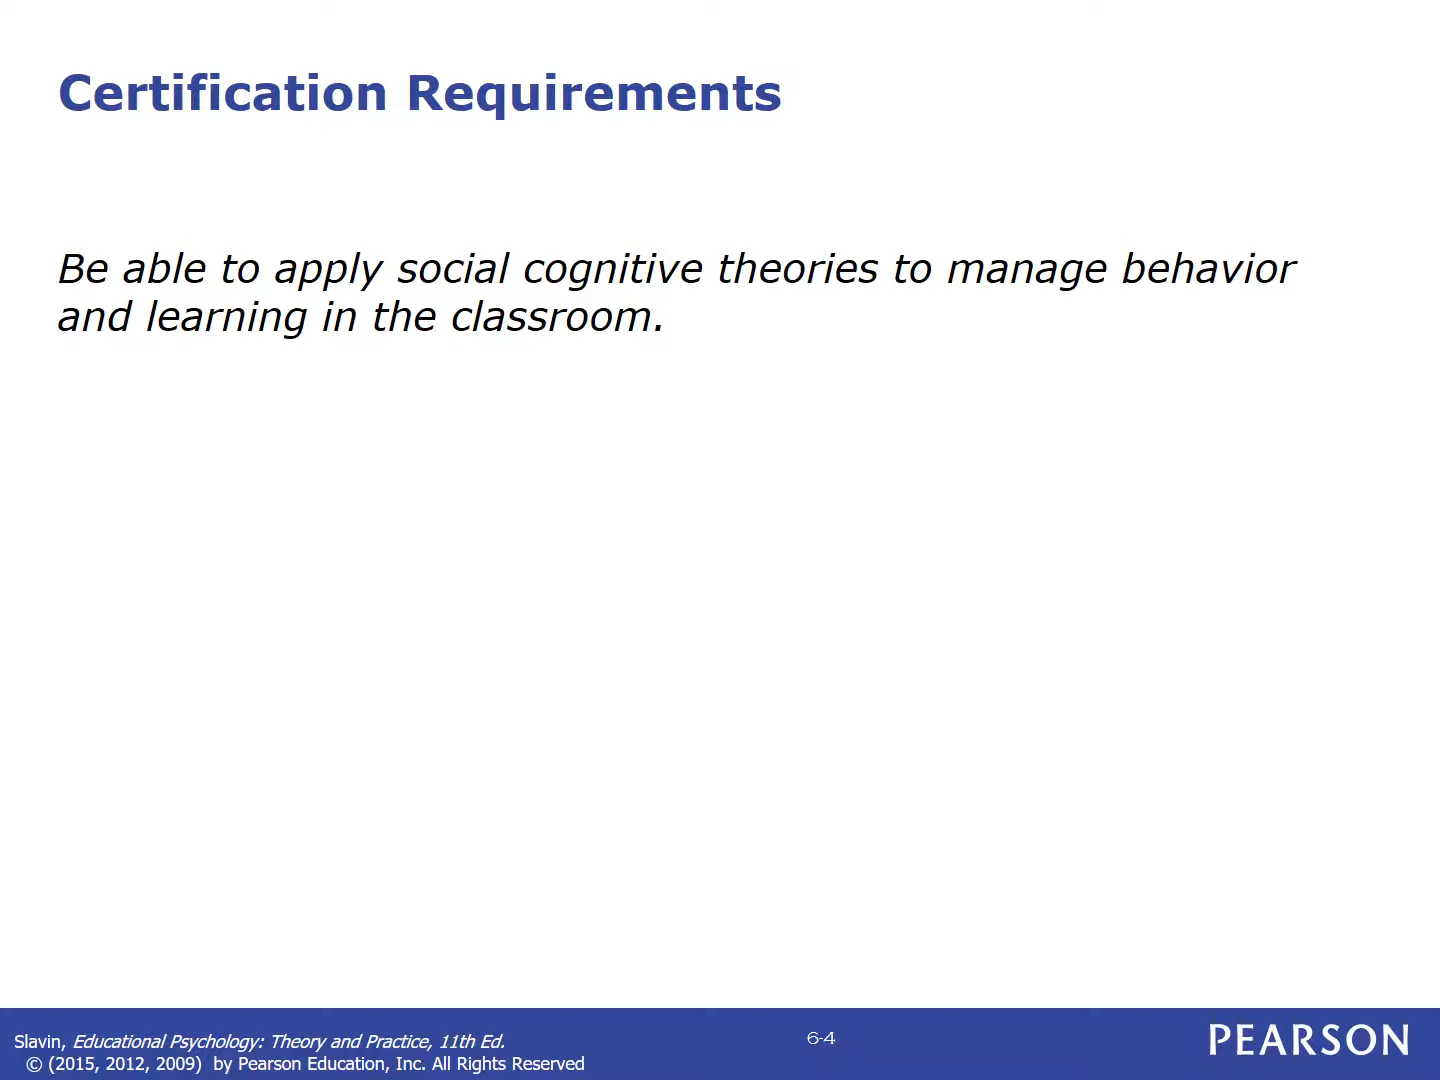 Certification Requirements
Be able to apply social cognitive theories to manage behavior
and learning in the classroom.
Slavin, Educational Psychology: Theory and Practice, 11th Ed.
© (2015, 2012, 2009)  by Pearson Education, Inc. All Rights Reserved
6-4
PEARSON